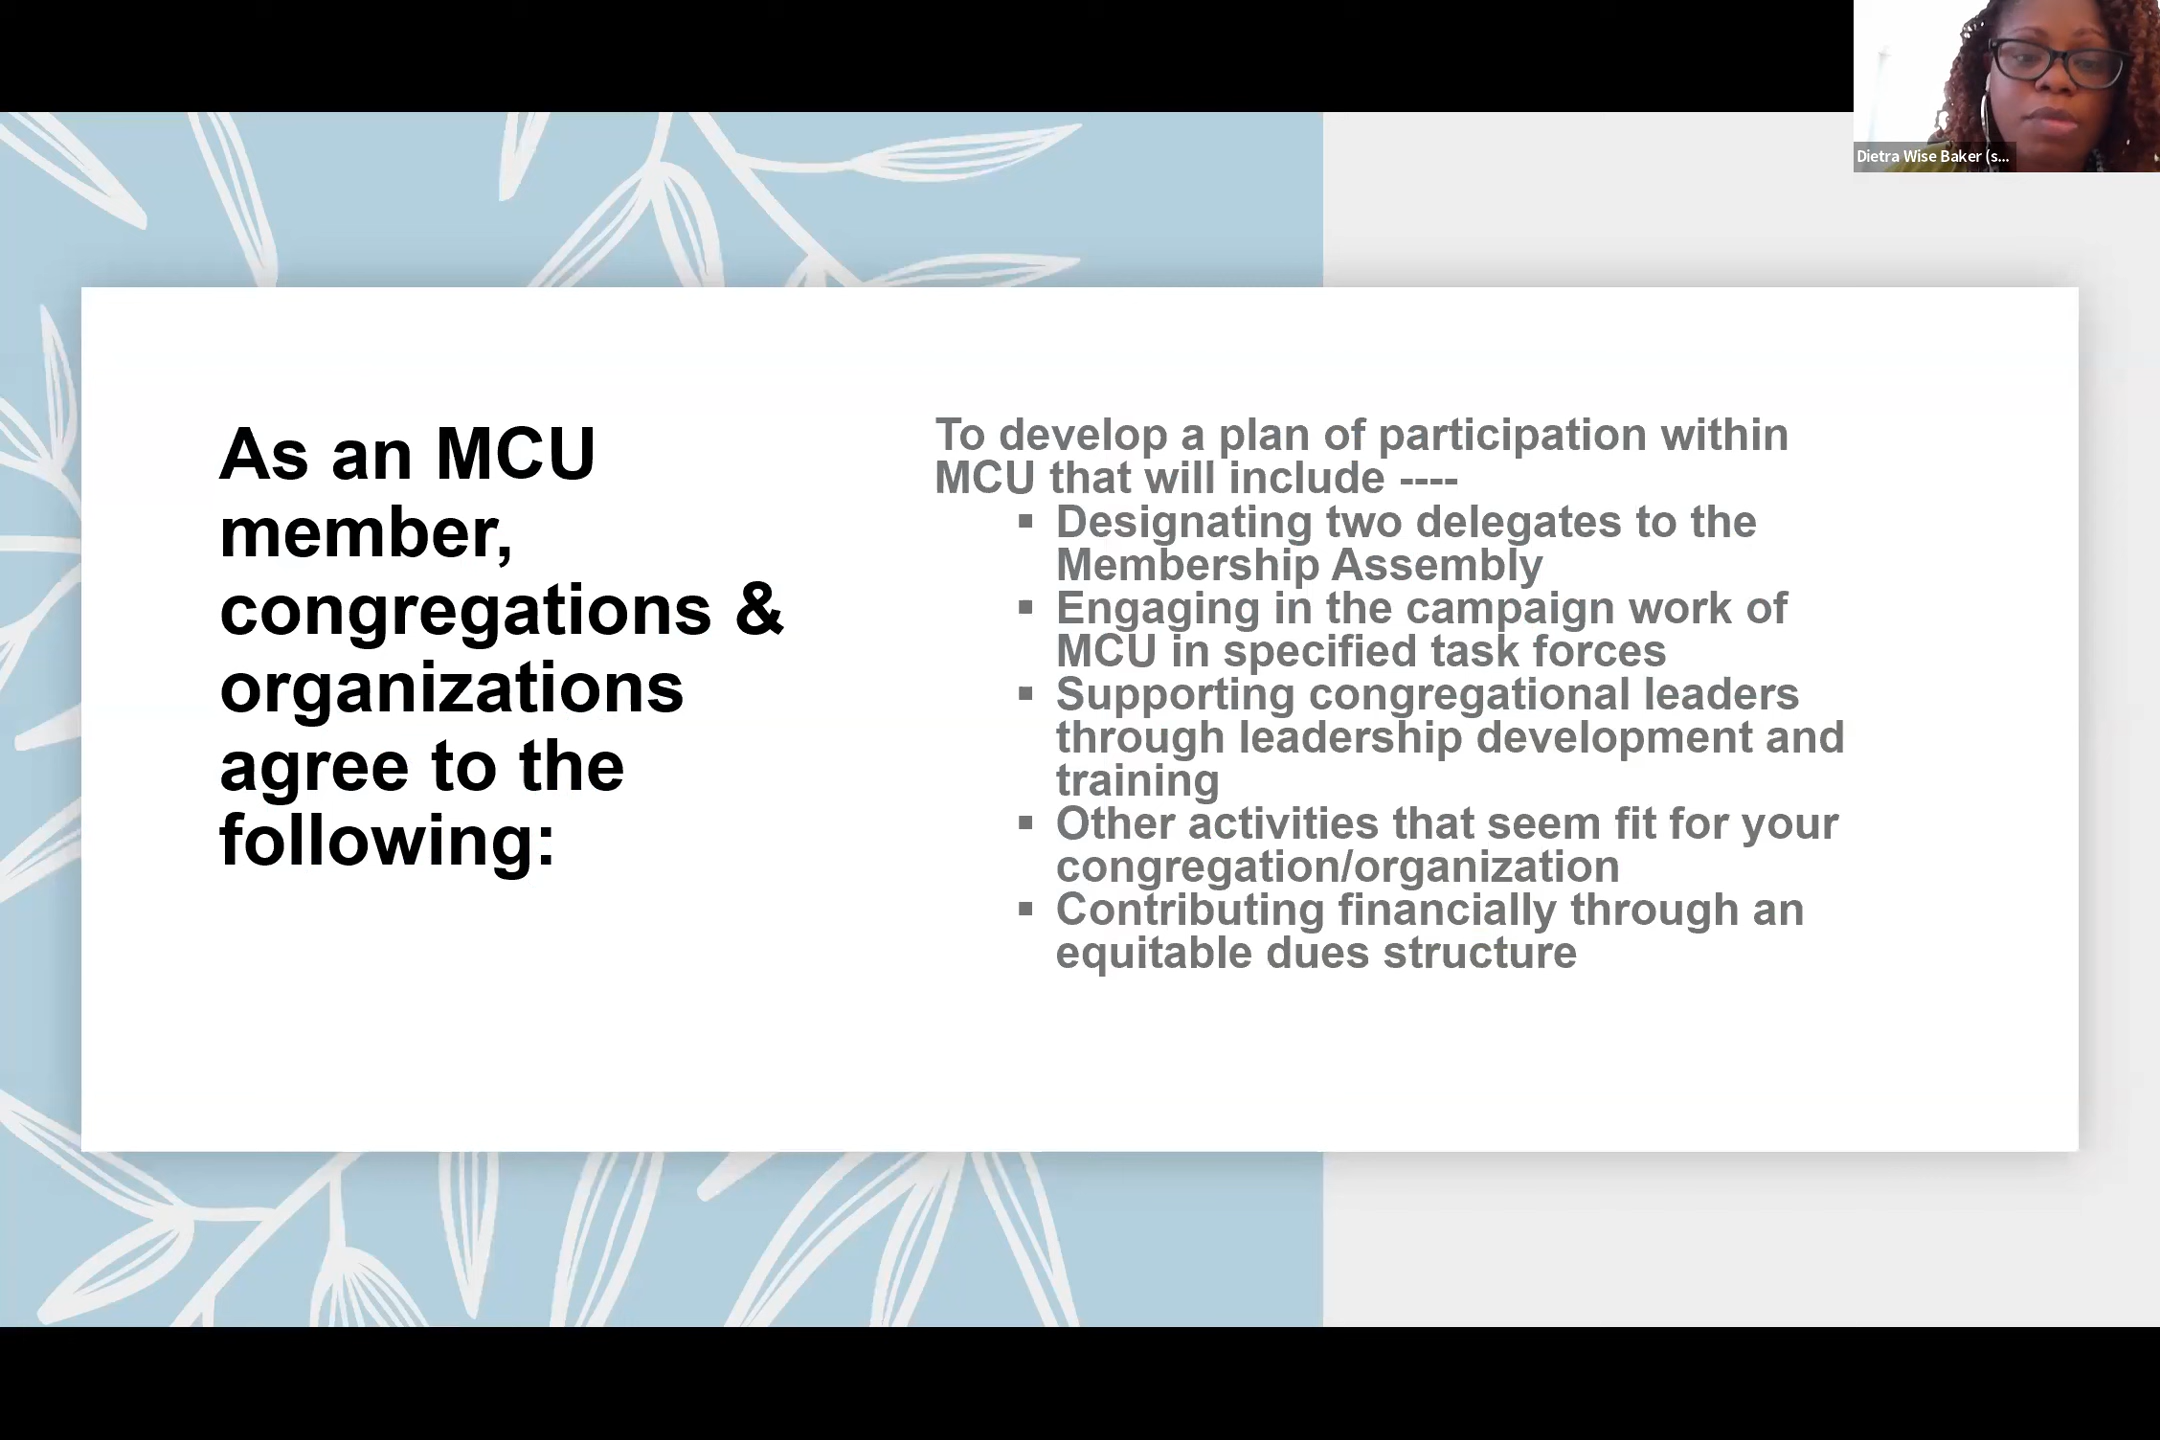 Dietra Wise Baker (s...
As an MCU
member,
congregations &
organizations
agree to the
following:
To develop a plan of participation within
MCU that will include ----
▪ Designating two delegates to the
Membership Assembly
▪ Engaging in the campaign work of
MCU in specified task forces
▪ Supporting congregational leaders
through leadership development and
training
▪ Other activities that seem fit for your
congregation/organization
▪ Contributing financially through an
equitable dues structure